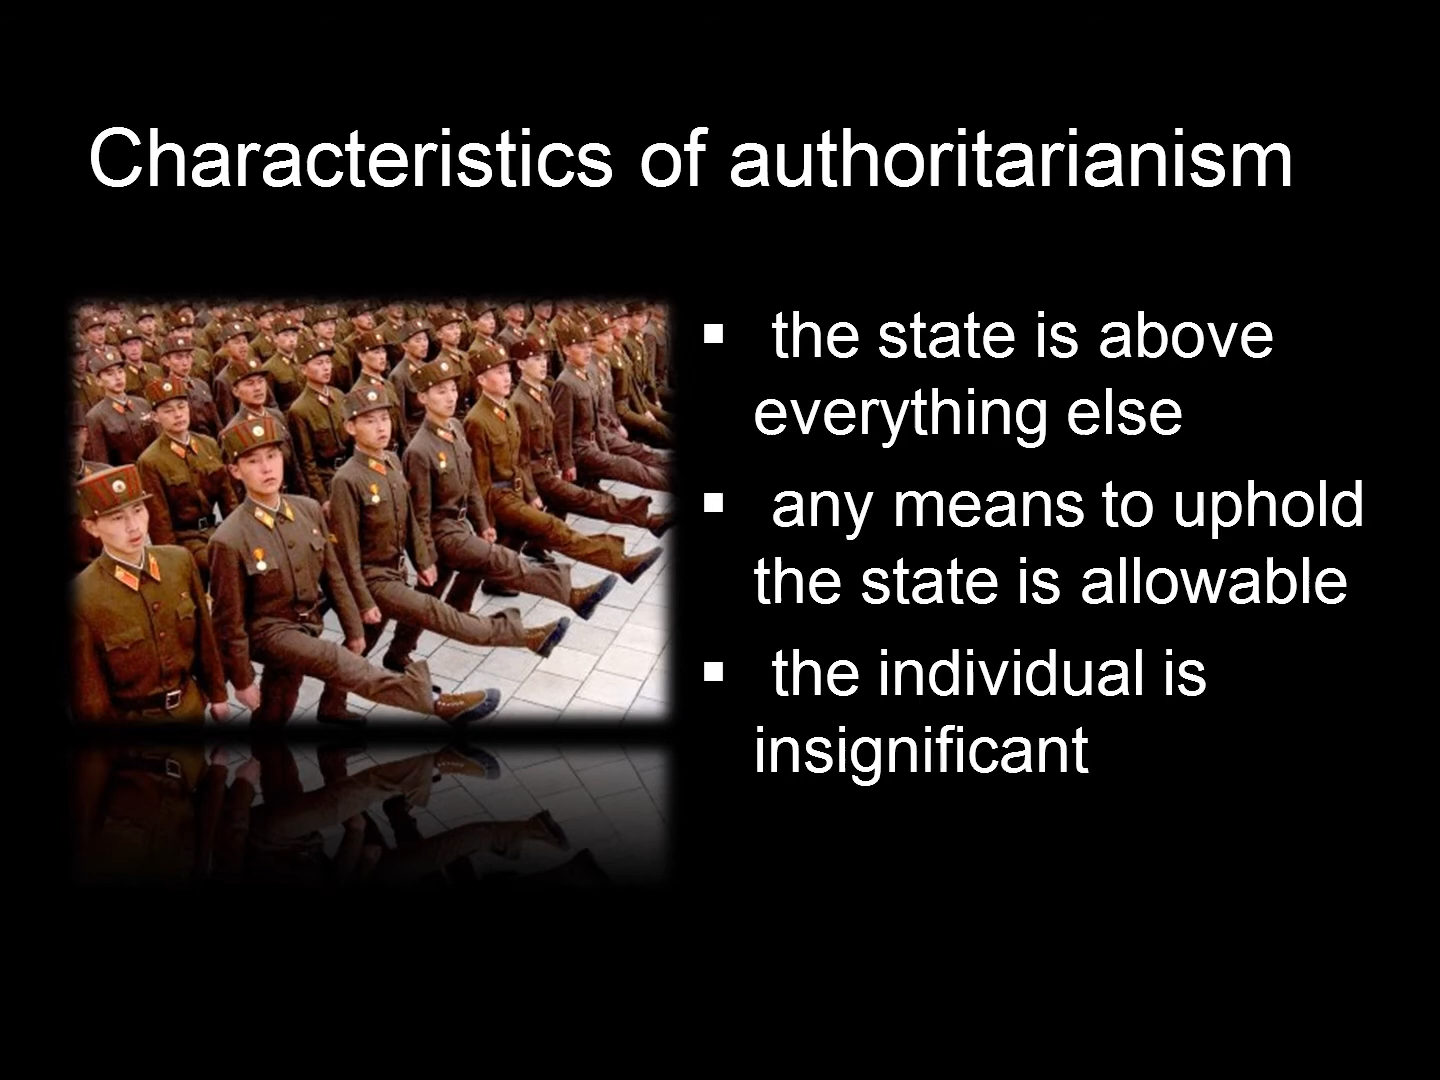 Characteristics of authoritarianism
▪ the state is above
everything else
▪ any means to uphold
the state is allowable
▪ the individual is
insignificant